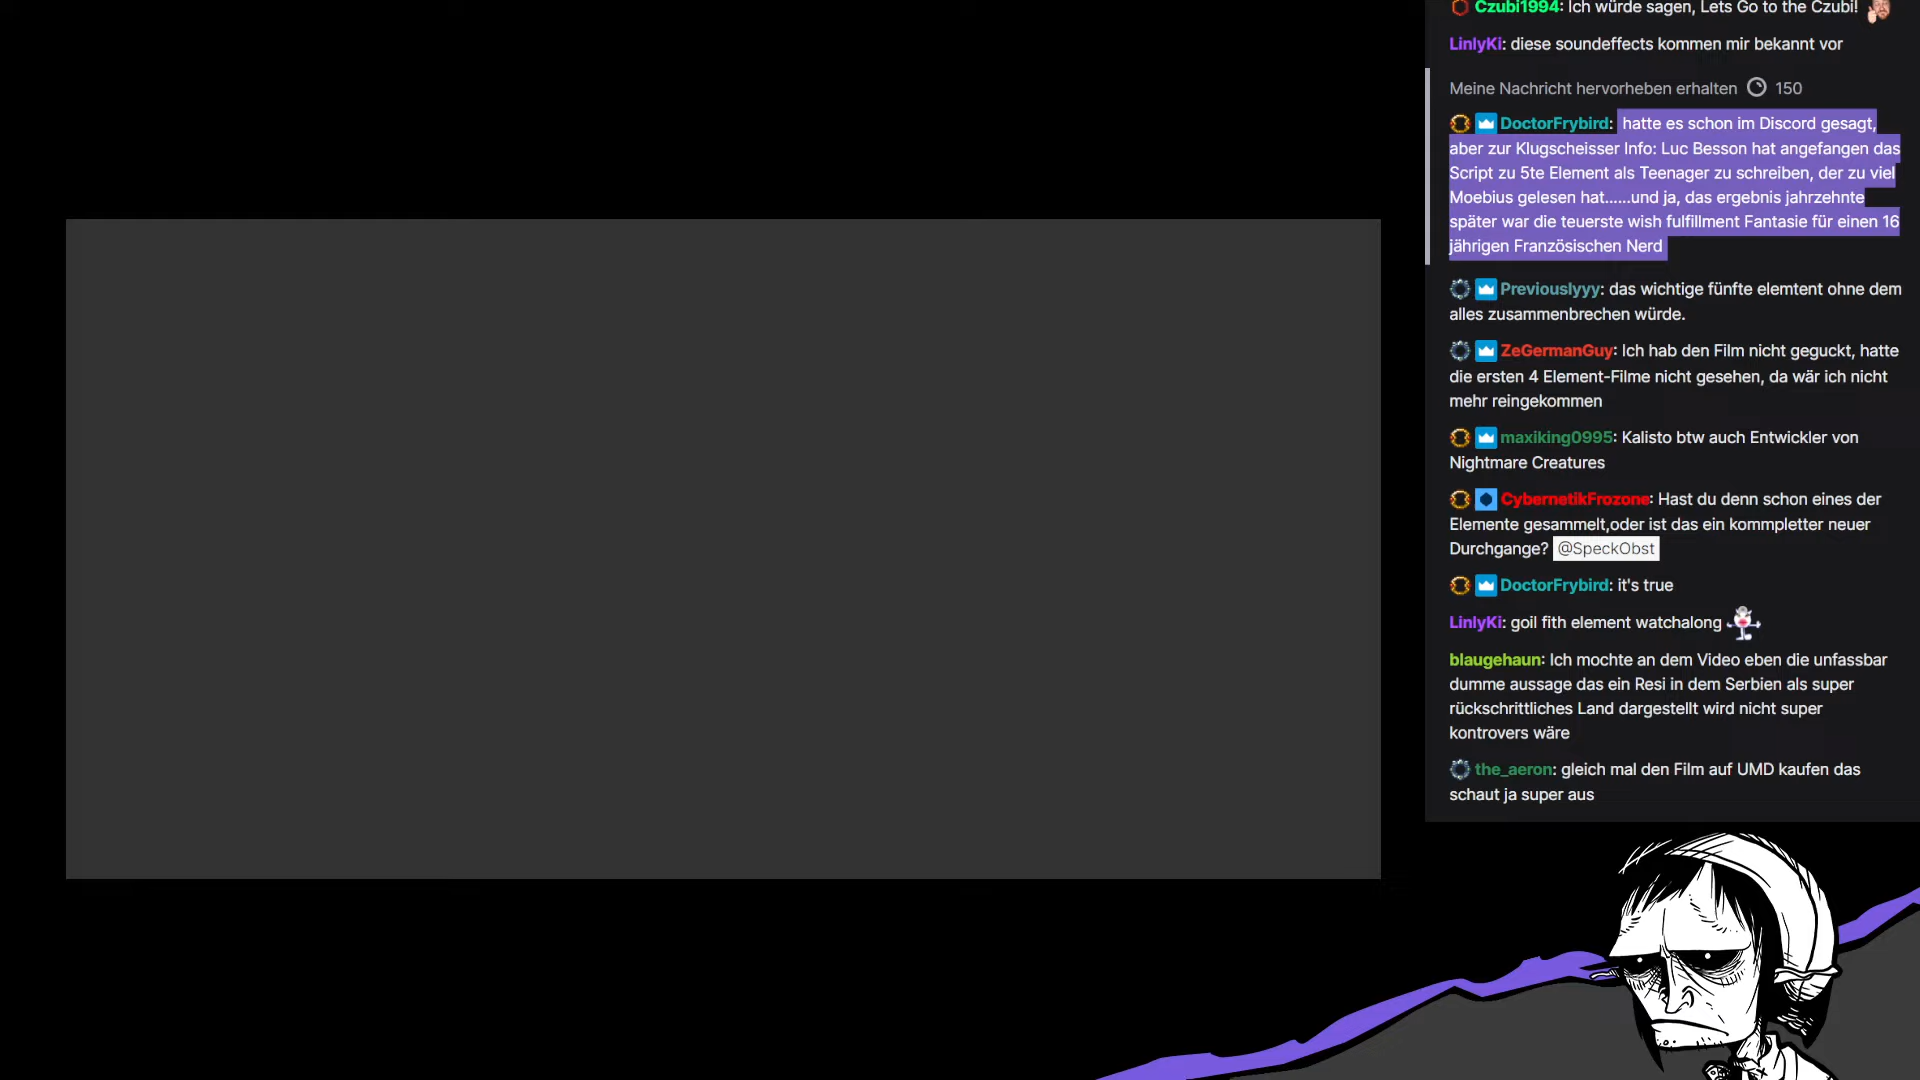 Czubi1994: Ich würde sagen, Lets Go to the Czubi!
LinlyKi: diese soundeffects kommen mir bekannt vor
Meine Nachricht hervorheben erhalten 150
DoctorFrybird: hatte es schon im Discord gesagt,
aber zur Klugscheisser Info: Luc Besson hat angefangen das
Script zu 5te Element als Teenager zu schreiben, der zu viel
Moebius gelesen hat......und ja, das ergebnis jahrzehnte
später war die teuerste wish fulfillment Fantasie für einen 16
jährigen Französischen Nerd
Previouslyyy: das wichtige fünfte elemtent ohne dem
alles zusammenbrechen würde.
ZeGermanGuy: Ich hab den Film nicht geguckt, hatte
die ersten 4 Element-Filme nicht gesehen, da wär ich nicht
mehr reingekommen
maxiking0995: Kalisto btw auch Entwickler von
Nightmare Creatures
CybernetikFrozone: Hast du denn schon eines der
Elemente gesammelt,oder ist das ein kommpletter neuer
Durchgange? @SpeckObst
DoctorFrybird: it's true
LinlyKi: goil fith element watchalong
blaugehaun: Ich mochte an dem Video eben die unfassbar
dumme aussage das ein Resi in dem Serbien als super
rückschrittliches Land dargestellt wird nicht super
kontrovers wäre
the_aeron: gleich mal den Film auf UMD kaufen das
schaut ja super aus